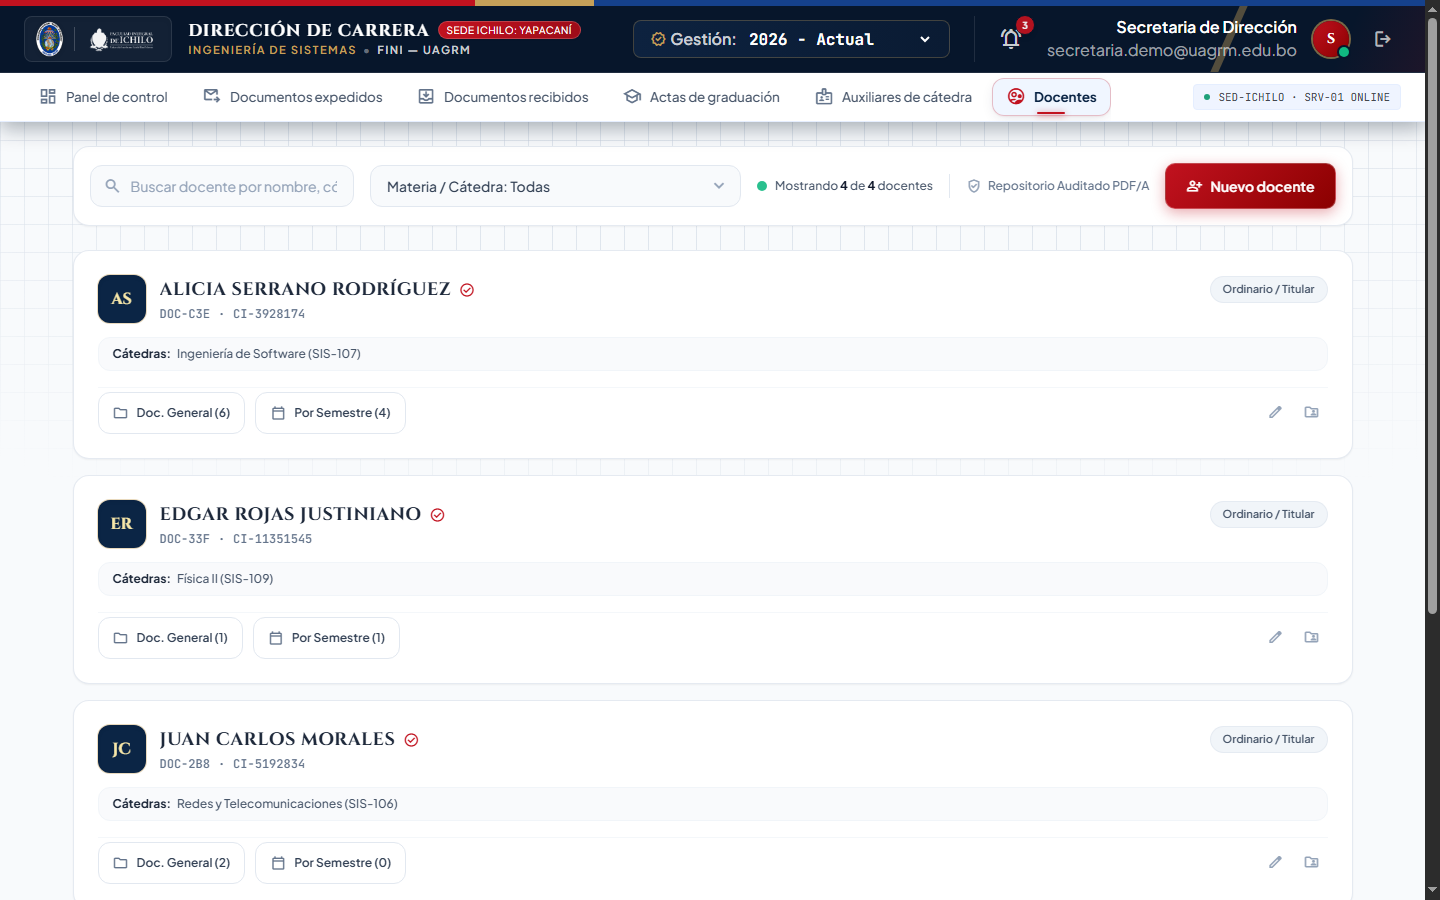 DIRECCIÓN DE CARRERA SEDE ICHILO: YAPACANÍ
INGENIERÍA DE SISTEMAS • FINI — UAGRM
FACULTAD INTEGRAL
DE ICHILO
Gestión: 2026 - Actual
3
Secretaria de Dirección
secretaria.demo@uagrm.edu.bo
S
Panel de control
Documentos expedidos
Documentos recibidos
Actas de graduación
Auxiliares de cátedra
Docentes
SED-ICHILO · SRV-01 ONLINE
Buscar docente por nombre, có
Materia / Cátedra: Todas
Mostrando 4 de 4 docentes
Repositorio Auditado PDF/A
Nuevo docente
AS
ALICIA SERRANO RODRÍGUEZ
DOC-C3E · CI-3928174
Ordinario / Titular
Cátedras: Ingeniería de Software (SIS-107)
Doc. General (6)
Por Semestre (4)
ER
EDGAR ROJAS JUSTINIANO
DOC-33F · CI-11351545
Ordinario / Titular
Cátedras: Física II (SIS-109)
Doc. General (1)
Por Semestre (1)
JC
JUAN CARLOS MORALES
DOC-2B8 · CI-5192834
Ordinario / Titular
Cátedras: Redes y Telecomunicaciones (SIS-106)
Doc. General (2)
Por Semestre (0)